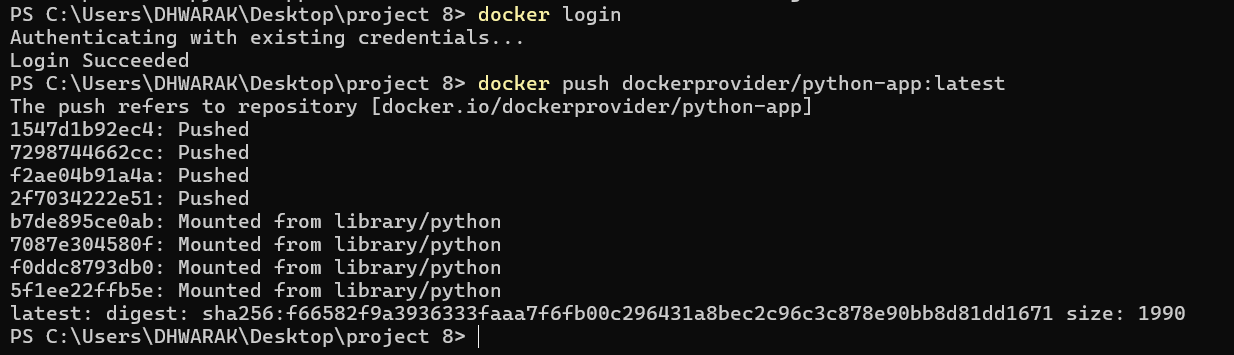 PS C:\Users\DHWARAK\Desktop\project 8> docker login
Authenticating with existing credentials...
Login Succeeded
PS C:\Users\DHWARAK\Desktop\project 8> docker push dockerprovider/python-app:latest
The push refers to repository [docker.io/dockerprovider/python-app]
1547d1b92ec4: Pushed
7298744662cc: Pushed
f2ae04b91a4a: Pushed
2f7034222e51: Pushed
b7de895ce0ab: Mounted from library/python
7087e304580f: Mounted from library/python
f0ddc8793db0: Mounted from library/python
5f1ee22ffb5e: Mounted from library/python
latest: digest: sha256:f66582f9a3936333faaa7f6fb00c296431a8bec2c96c3c878e90bb8d81dd1671 size: 1990
PS C:\Users\DHWARAK\Desktop\project 8>